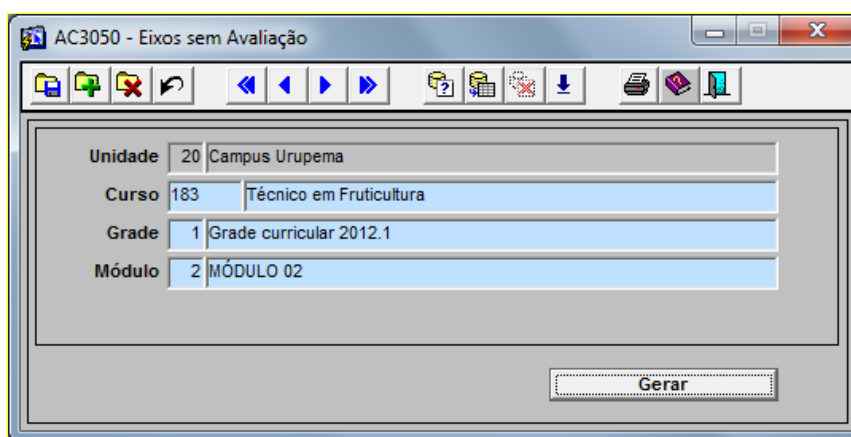 AC3050 - Eixos sem Avaliação
Unidade 20 Campus Urupema
Curso 183 Técnico em Fruticultura
Grade 1 Grade curricular 2012.1
Módulo 2 MÓDULO 02
Gerar